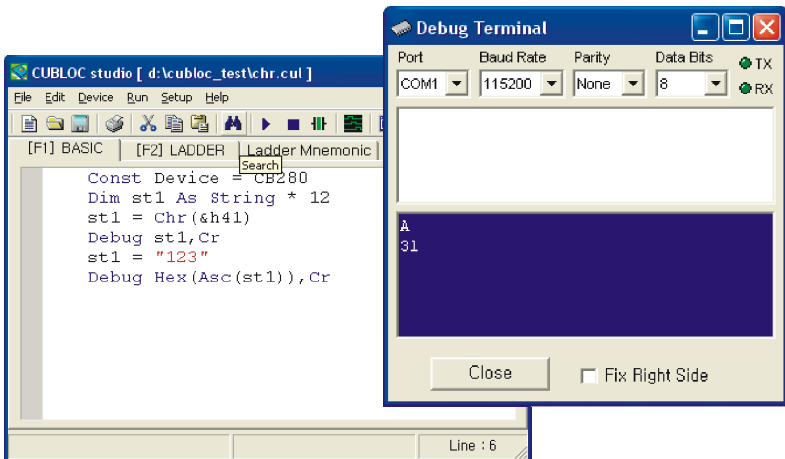 CUBLOC studio [ d:\cubloc_test\chr.cul ]
File Edit Device Run Setup Help
[F1] BASIC [F2] LADDER Ladder Mnemonic
Search
Const Device = CB280
Dim st1 As String * 12
st1 = Chr(&h41)
Debug st1,Cr
st1 = "123"
Debug Hex(Asc(st1)),Cr
Line : 6
Debug Terminal
Port Baud Rate Parity Data Bits
TX
COM1 115200 None 8
RX
A
31
Close
Fix Right Side